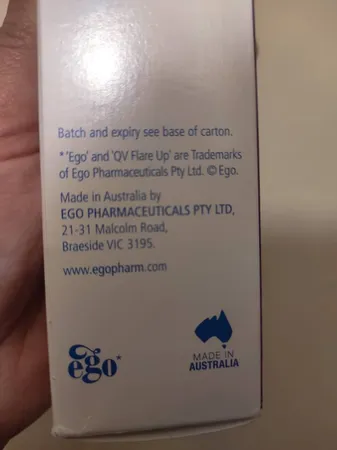 Batch and expiry see base of carton.
*'Ego' and 'QV Flare Up' are Trademarks
of Ego Pharmaceuticals Pty Ltd. © Ego.
Made in Australia by
EGO PHARMACEUTICALS PTY LTD,
21-31 Malcolm Road,
Braeside VIC 3195.
www.egopharm.com
ego*
MADE IN
AUSTRALIA